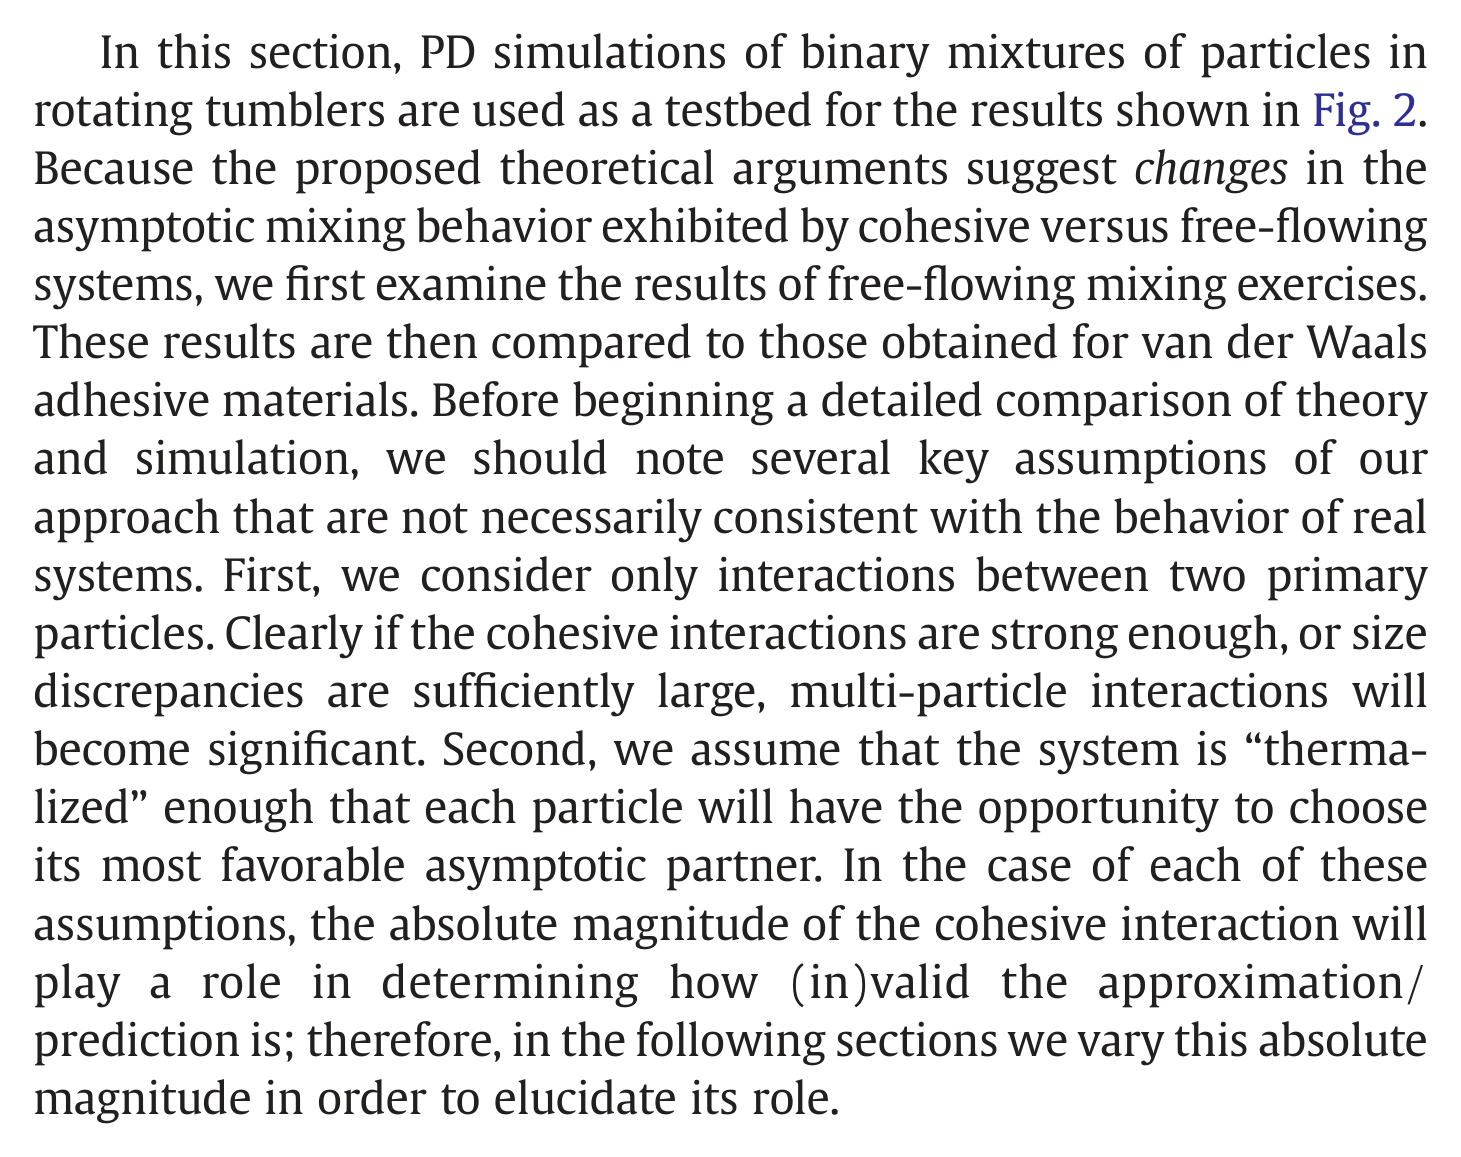 In this section, PD simulations of binary mixtures of particles in
rotating tumblers are used as a testbed for the results shown in Fig. 2.
Because the proposed theoretical arguments suggest changes in the
asymptotic mixing behavior exhibited by cohesive versus free-flowing
systems, we first examine the results of free-flowing mixing exercises.
These results are then compared to those obtained for van der Waals
adhesive materials. Before beginning a detailed comparison of theory
and simulation, we should note several key assumptions of our
approach that are not necessarily consistent with the behavior of real
systems. First, we consider only interactions between two primary
particles. Clearly if the cohesive interactions are strong enough, or size
discrepancies are sufficiently large, multi-particle interactions will
become significant. Second, we assume that the system is “therma-
lized” enough that each particle will have the opportunity to choose
its most favorable asymptotic partner. In the case of each of these
assumptions, the absolute magnitude of the cohesive interaction will
play a role in determining how (in)valid the approximation/
prediction is; therefore, in the following sections we vary this absolute
magnitude in order to elucidate its role.